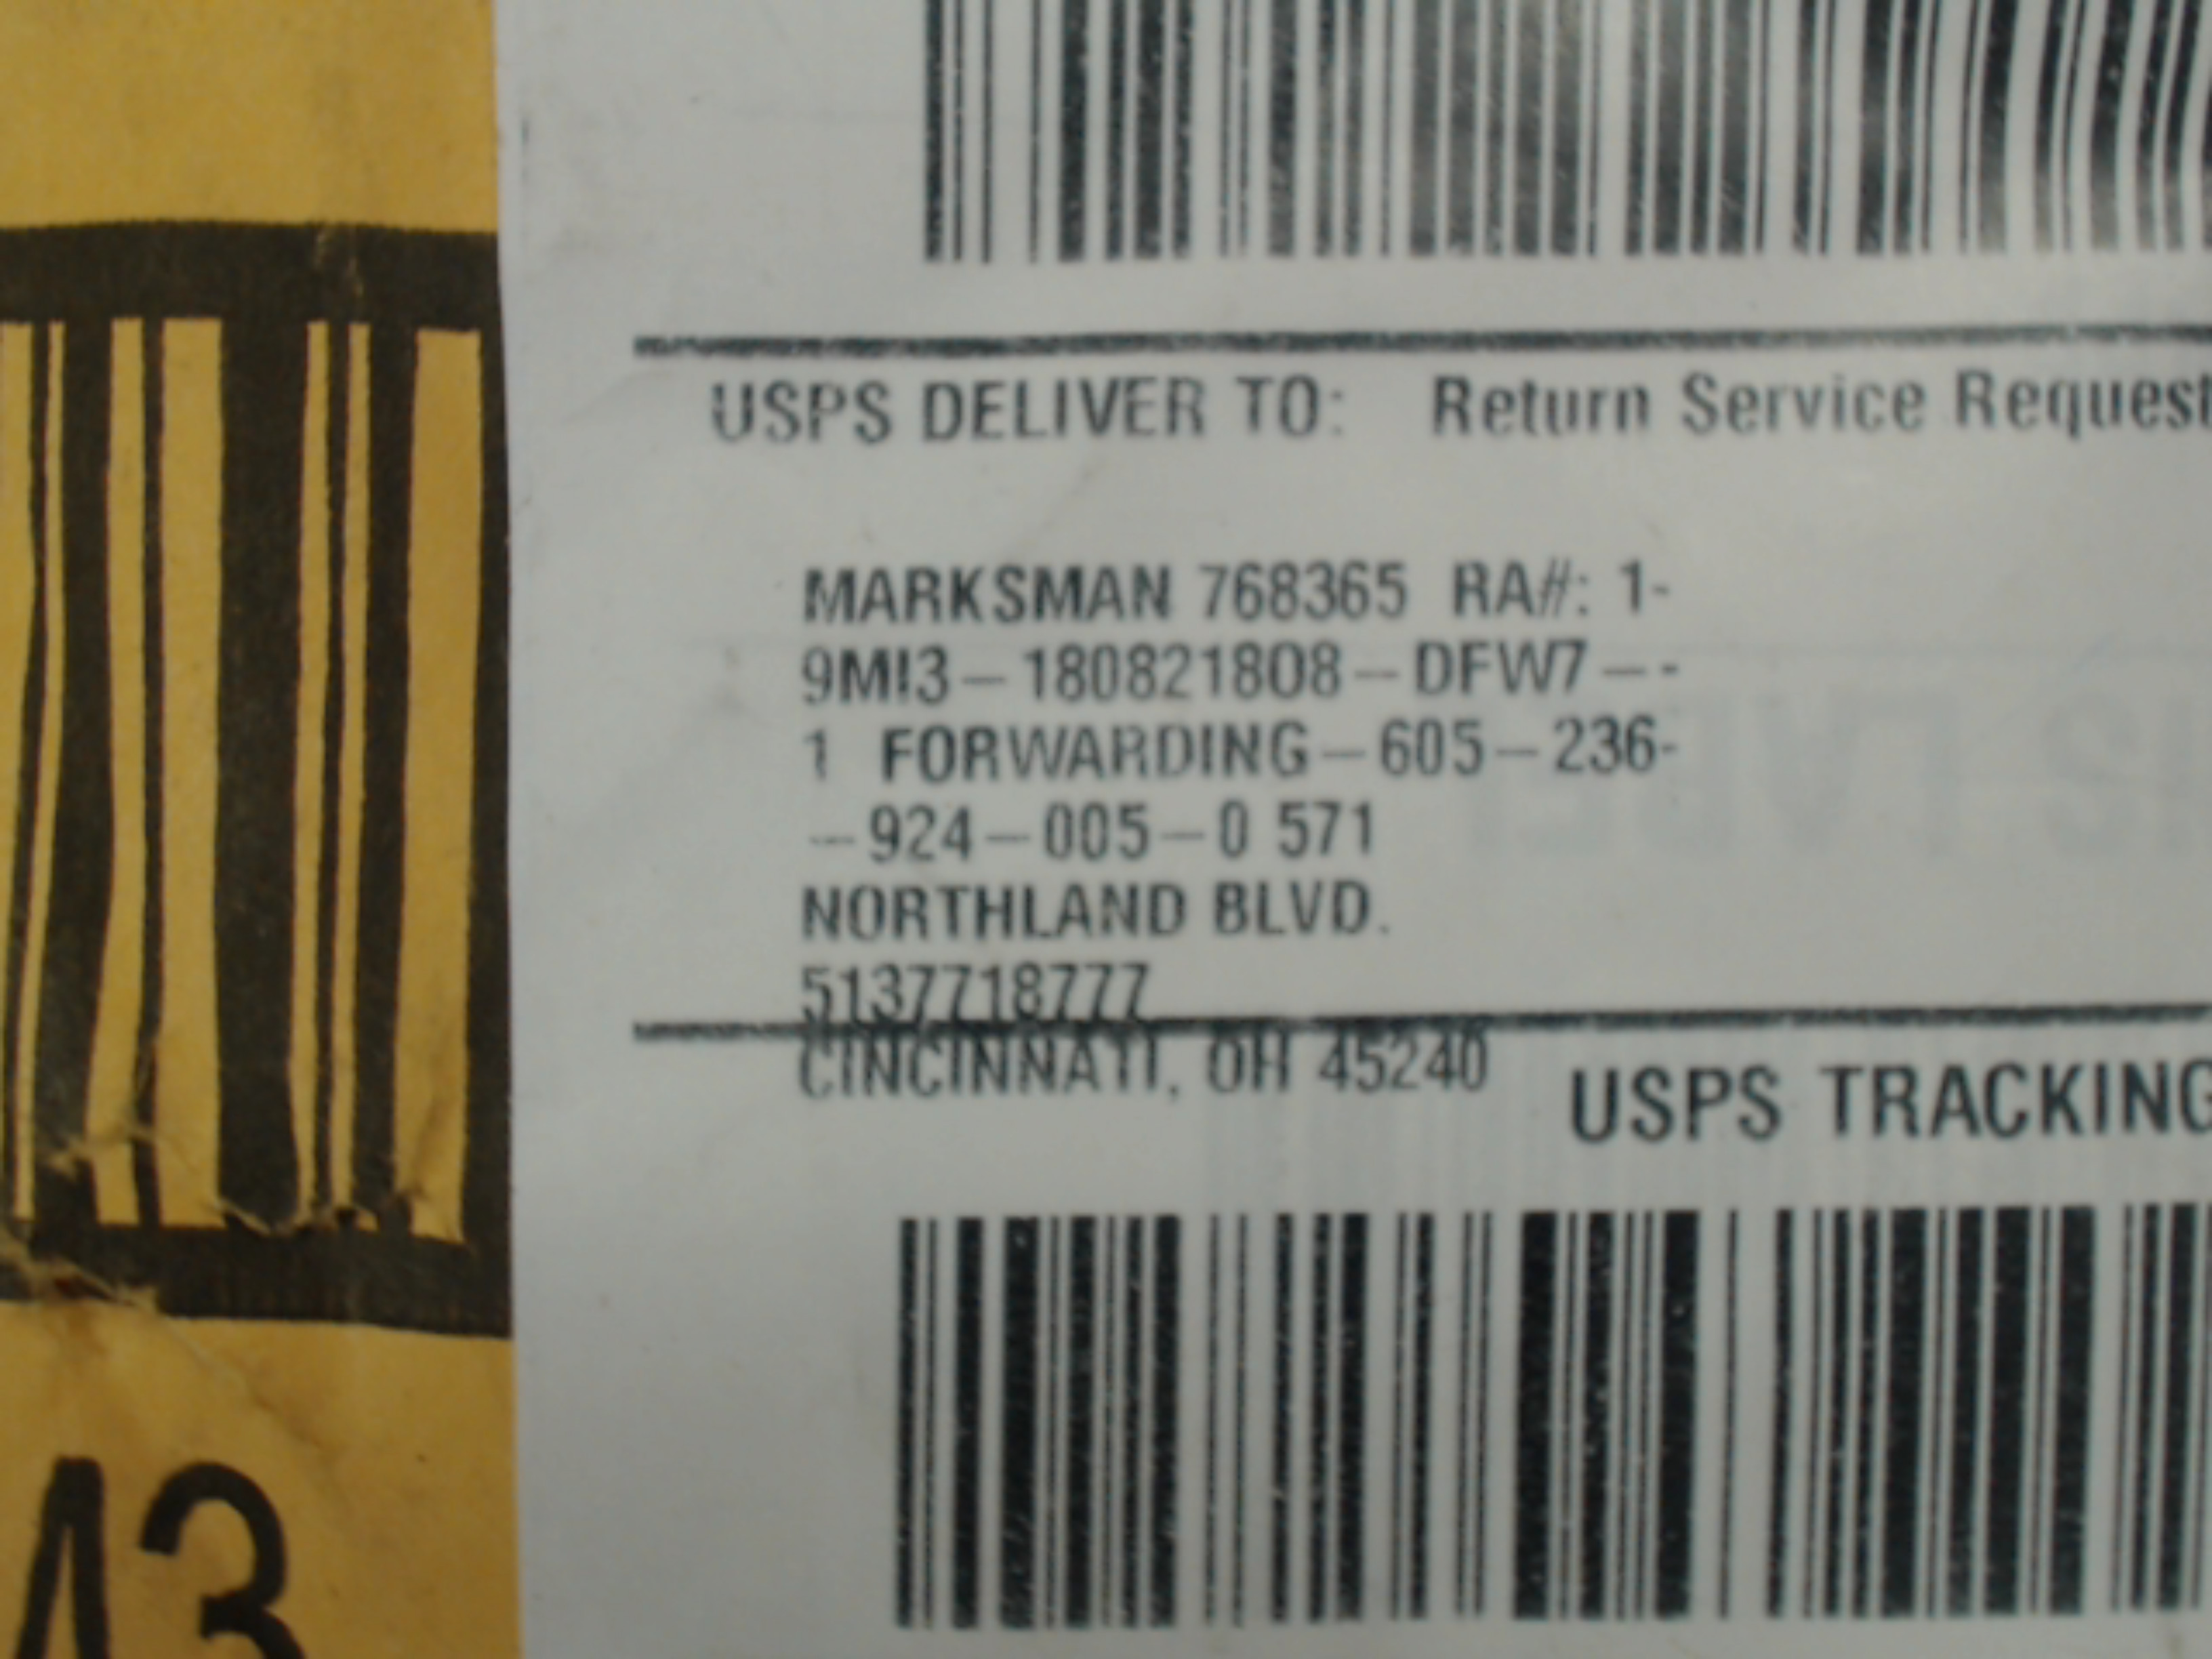 USPS DELIVER TO: Return Service Request
MARKSMAN 768365 RA#: 1-
9MI3-180821808-DFW7--
1 FORWARDING-605-236-
--924-005-0 571
NORTHLAND BLVD.
5137718777
CINCINNATI, OH 45240
USPS TRACKING
43